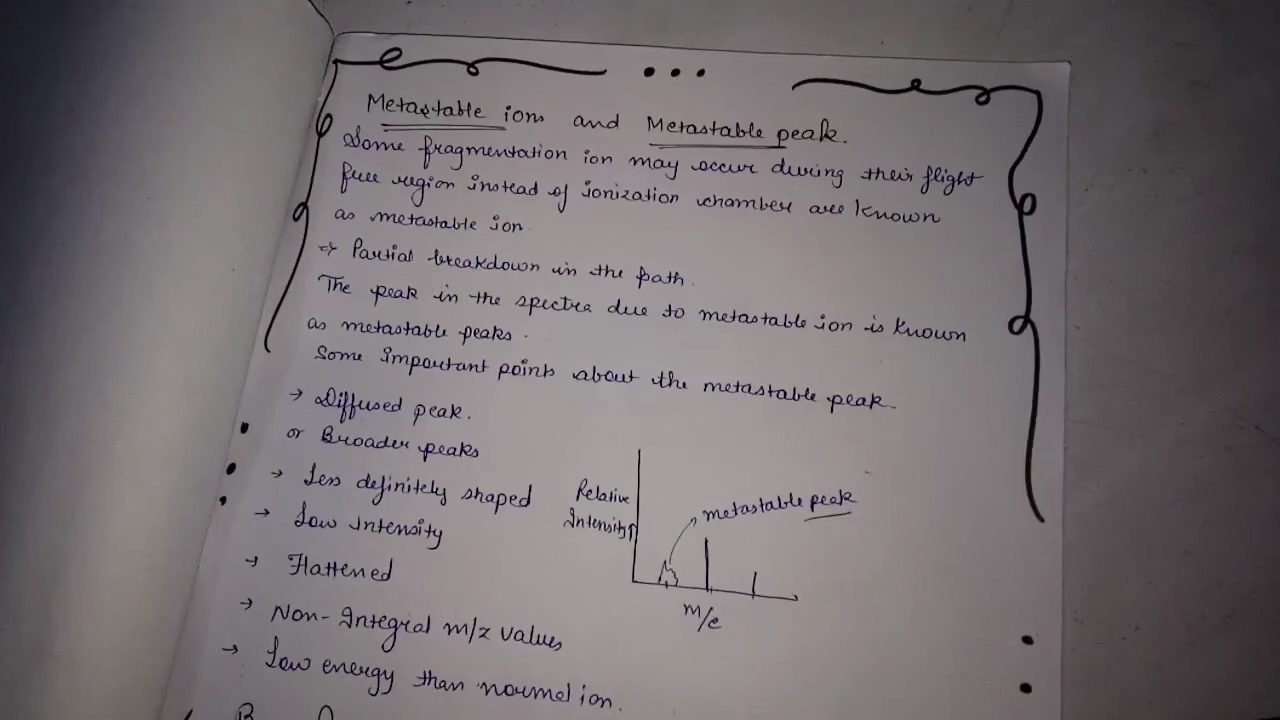 Metastable ions and Metastable peak.
Some fragmentation ion may occur during their flight
free region instead of ionization chamber are known
as metastable ion.
⇒ Partial breakdown in the path.
The peak in the spectra due to metastable ion is known
as metastable peaks.
Some important points about the metastable peak.
→ Diffused peak.
or Broader peaks
→ Less definitely shaped
→ Low Intensity
→ Flattened
→ Non-Integral m/z values
→ Low energy than normal ion.
Relative
Intensity↑
metastable peak
m/e